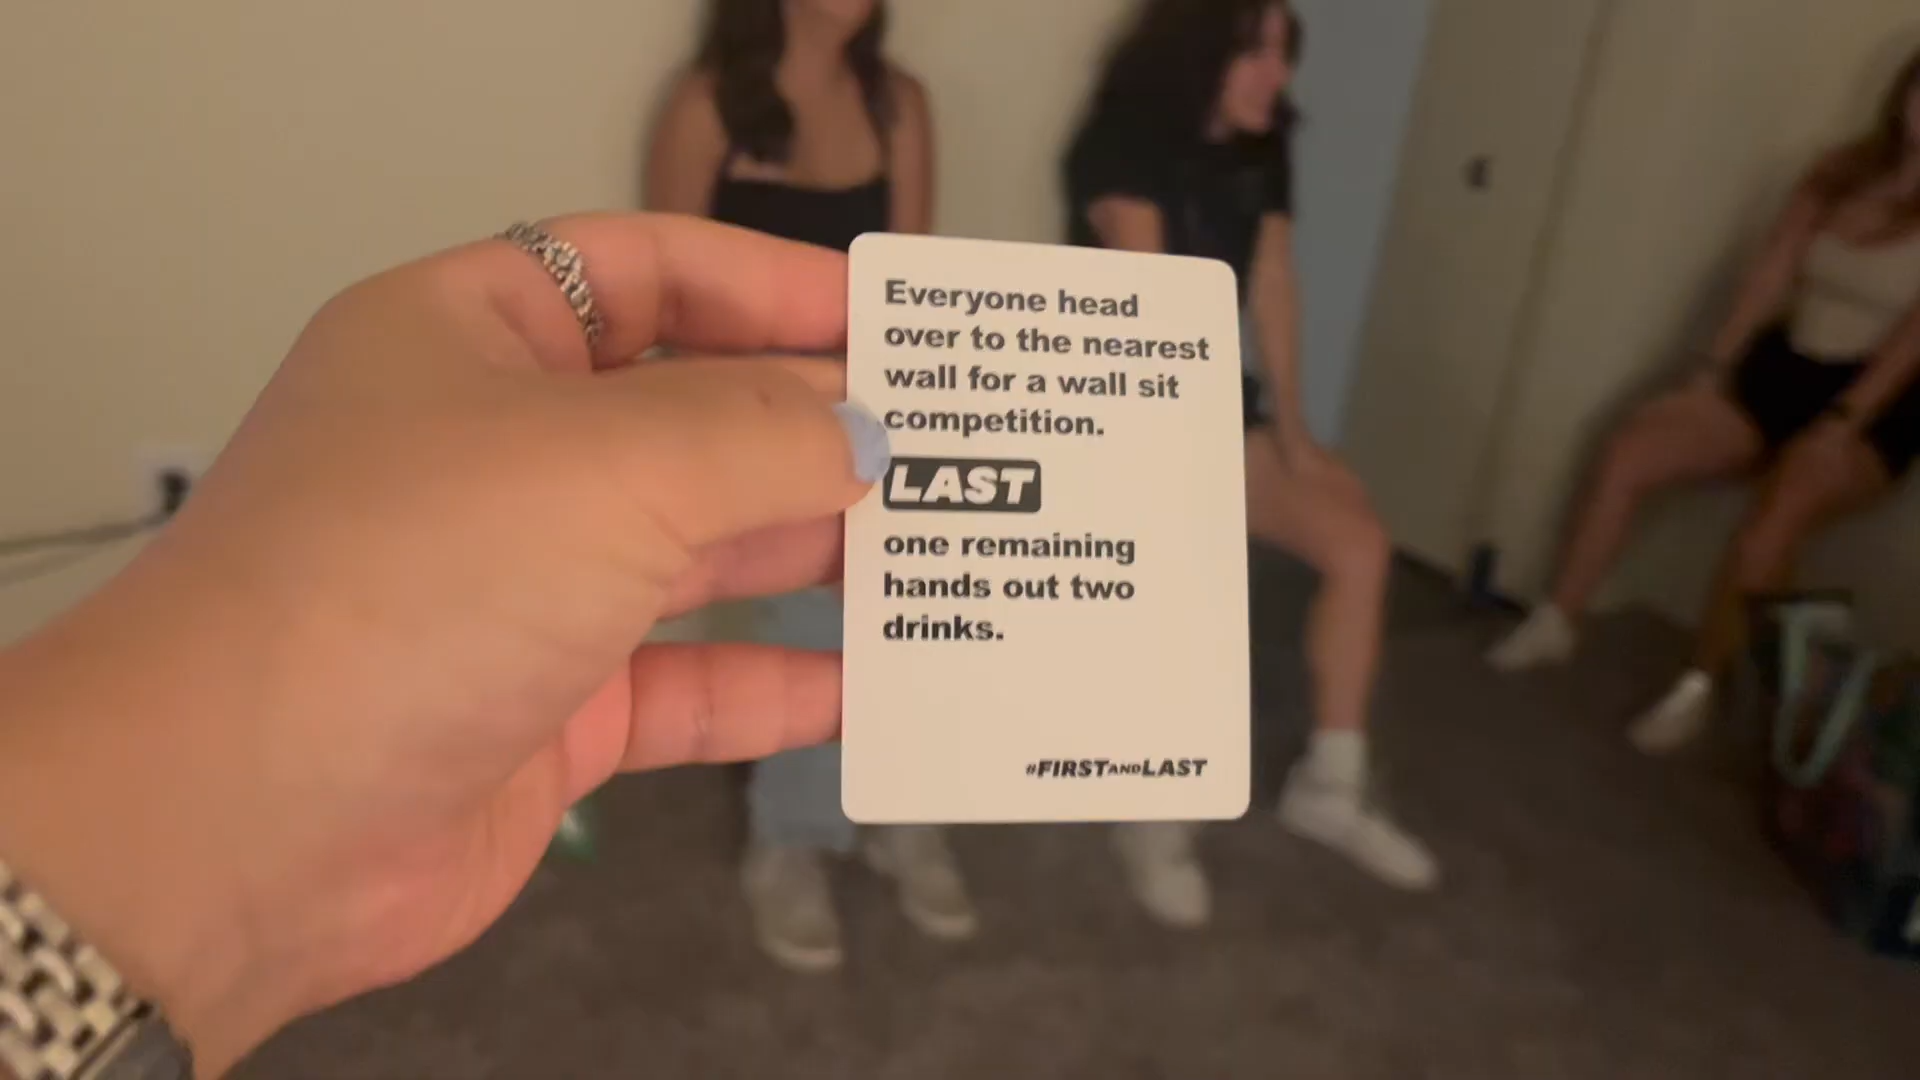 Everyone head
over to the nearest
wall for a wall sit
competition.
LAST
one remaining
hands out two
drinks.
#FIRSTANDLAST